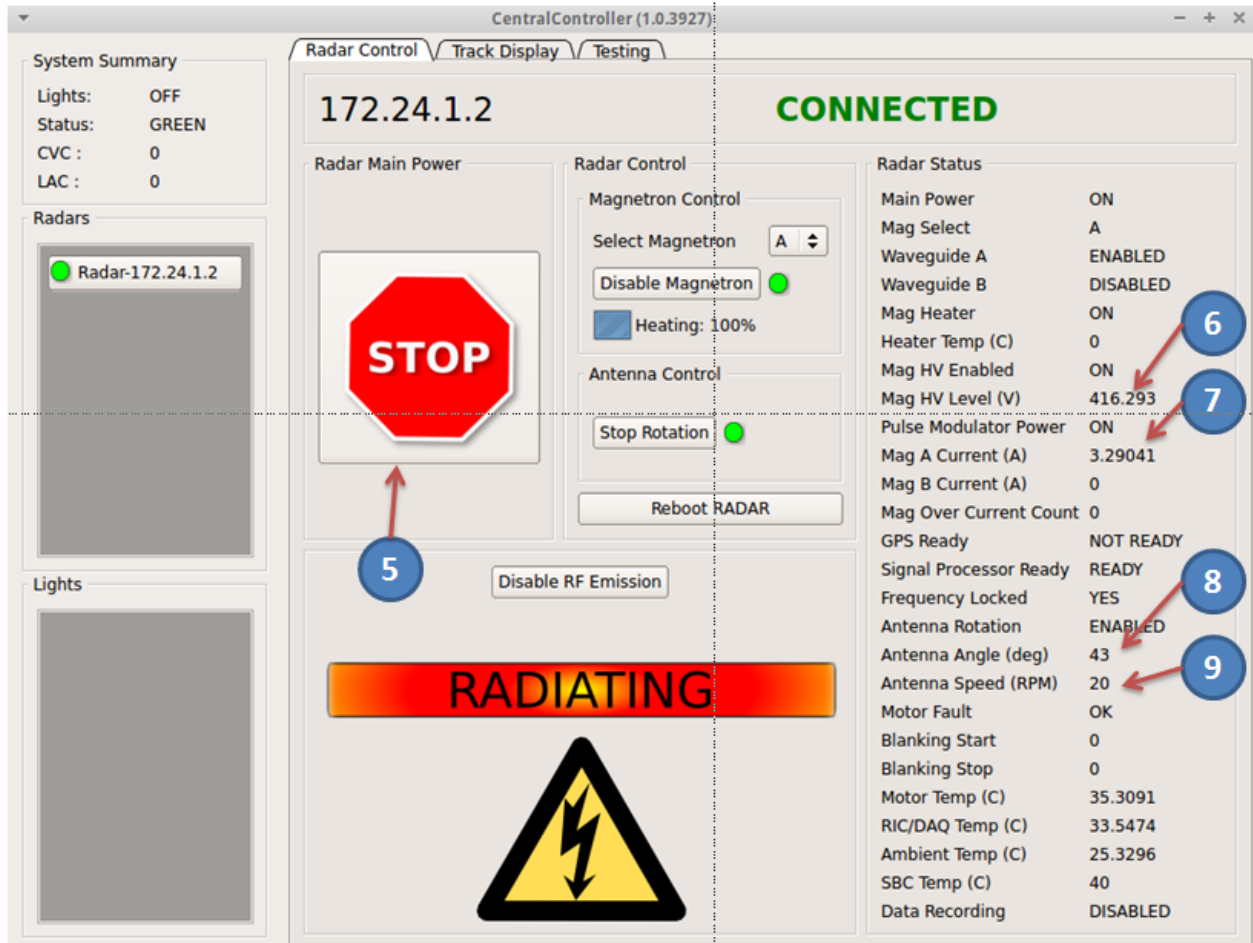 CentralController (1.0.3927)
System Summary
Lights: OFF
Status: GREEN
CVC : 0
LAC : 0
Radars
Radar-172.24.1.2
Lights
Radar Control
Track Display
Testing
172.24.1.2
CONNECTED
Radar Main Power
STOP
5
Radar Control
Magnetron Control
Select Magnetron A
Disable Magnetron
Heating: 100%
Antenna Control
Stop Rotation
Reboot RADAR
Disable RF Emission
RADIATING
Radar Status
Main Power ON
Mag Select A
Waveguide A ENABLED
Waveguide B DISABLED
Mag Heater ON
Heater Temp (C) 0
Mag HV Enabled ON
Mag HV Level (V) 416.293
Pulse Modulator Power ON
Mag A Current (A) 3.29041
Mag B Current (A) 0
Mag Over Current Count 0
GPS Ready NOT READY
Signal Processor Ready READY
Frequency Locked YES
Antenna Rotation ENABLED
Antenna Angle (deg) 43
Antenna Speed (RPM) 20
Motor Fault OK
Blanking Start 0
Blanking Stop 0
Motor Temp (C) 35.3091
RIC/DAQ Temp (C) 33.5474
Ambient Temp (C) 25.3296
SBC Temp (C) 40
Data Recording DISABLED
6
7
8
9